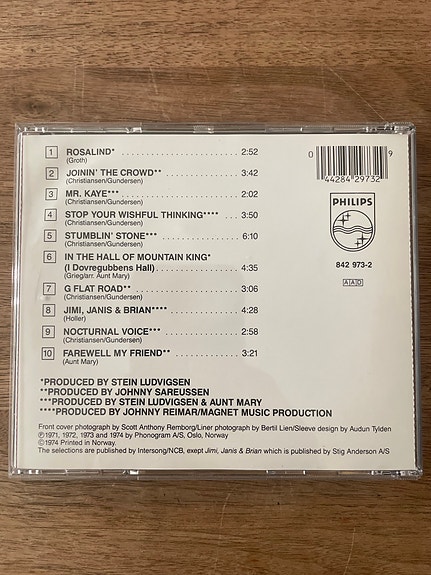 1 ROSALIND* . . . . . . . . . . . . . . . . . . 2:52
(Groth)
2 JOININ' THE CROWD** . . . . . . . . . . 3:42
(Christiansen/Gundersen)
3 MR. KAYE*** . . . . . . . . . . . . . . . . . 2:02
(Christiansen/Gundersen)
4 STOP YOUR WISHFUL THINKING**** . . . 3:50
(Christiansen/Gundersen)
5 STUMBLIN' STONE*** . . . . . . . . . . . 6:10
(Christiansen/Gundersen)
6 IN THE HALL OF MOUNTAIN KING*
(I Dovregubbens Hall) . . . . . . . . . . . 4:35
(Grieg/arr. Aunt Mary)
7 G FLAT ROAD** . . . . . . . . . . . . . . . 3:06
(Christiansen/Gundersen)
8 JIMI, JANIS & BRIAN**** . . . . . . . . . 4:28
(Holler)
9 NOCTURNAL VOICE*** . . . . . . . . . . . 2:58
(Christiansen/Gundersen)
10 FAREWELL MY FRIEND** . . . . . . . . . 3:21
(Aunt Mary)
0 44284 29732 9
PHILIPS
842 973-2
AAD
*PRODUCED BY STEIN LUDVIGSEN
**PRODUCED BY JOHNNY SAREUSSEN
***PRODUCED BY STEIN LUDVIGSEN & AUNT MARY
****PRODUCED BY JOHNNY REIMAR/MAGNET MUSIC PRODUCTION
Front cover photograph by Scott Anthony Remborg/Liner photograph by Bertil Lien/Sleeve design by Audun Tylden
Ⓟ1971, 1972, 1973 and 1974 by Phonogram A/S, Oslo, Norway
©1974 Printed in Norway.
The selections are published by Intersong/NCB, exept Jimi, Janis & Brian which is published by Stig Anderson A/S